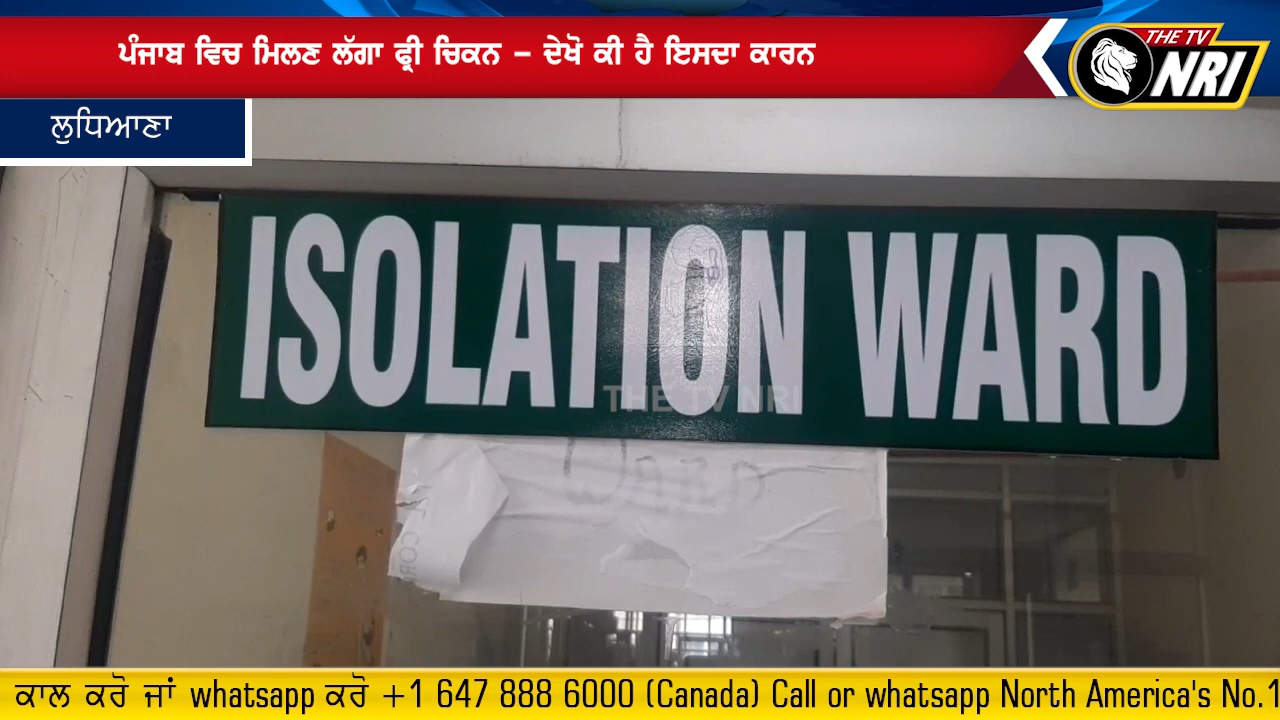 ਪੰਜਾਬ ਵਿਚ ਮਿਲਣ ਲੱਗਾ ਫ੍ਰੀ ਚਿਕਨ - ਦੇਖੋ ਕੀ ਹੈ ਇਸਦਾ ਕਾਰਨ
THE TV
NRI
ਲੁਧਿਆਣਾ
ISOLATION WARD
THE TV NRI
WARD
ਕਾਲ ਕਰੋ ਜਾਂ whatsapp ਕਰੋ +1 647 888 6000 (Canada) Call or whatsapp North America's No.1